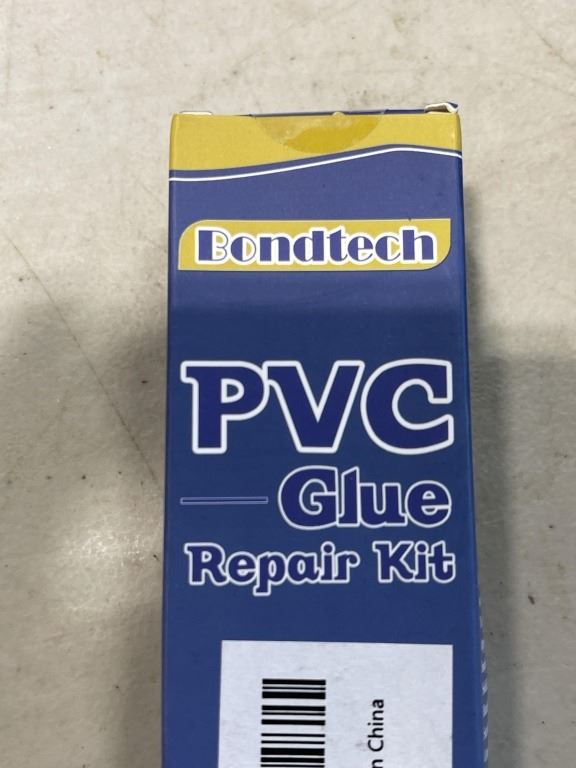 Bondtech
PVC
Glue
Repair Kit
China